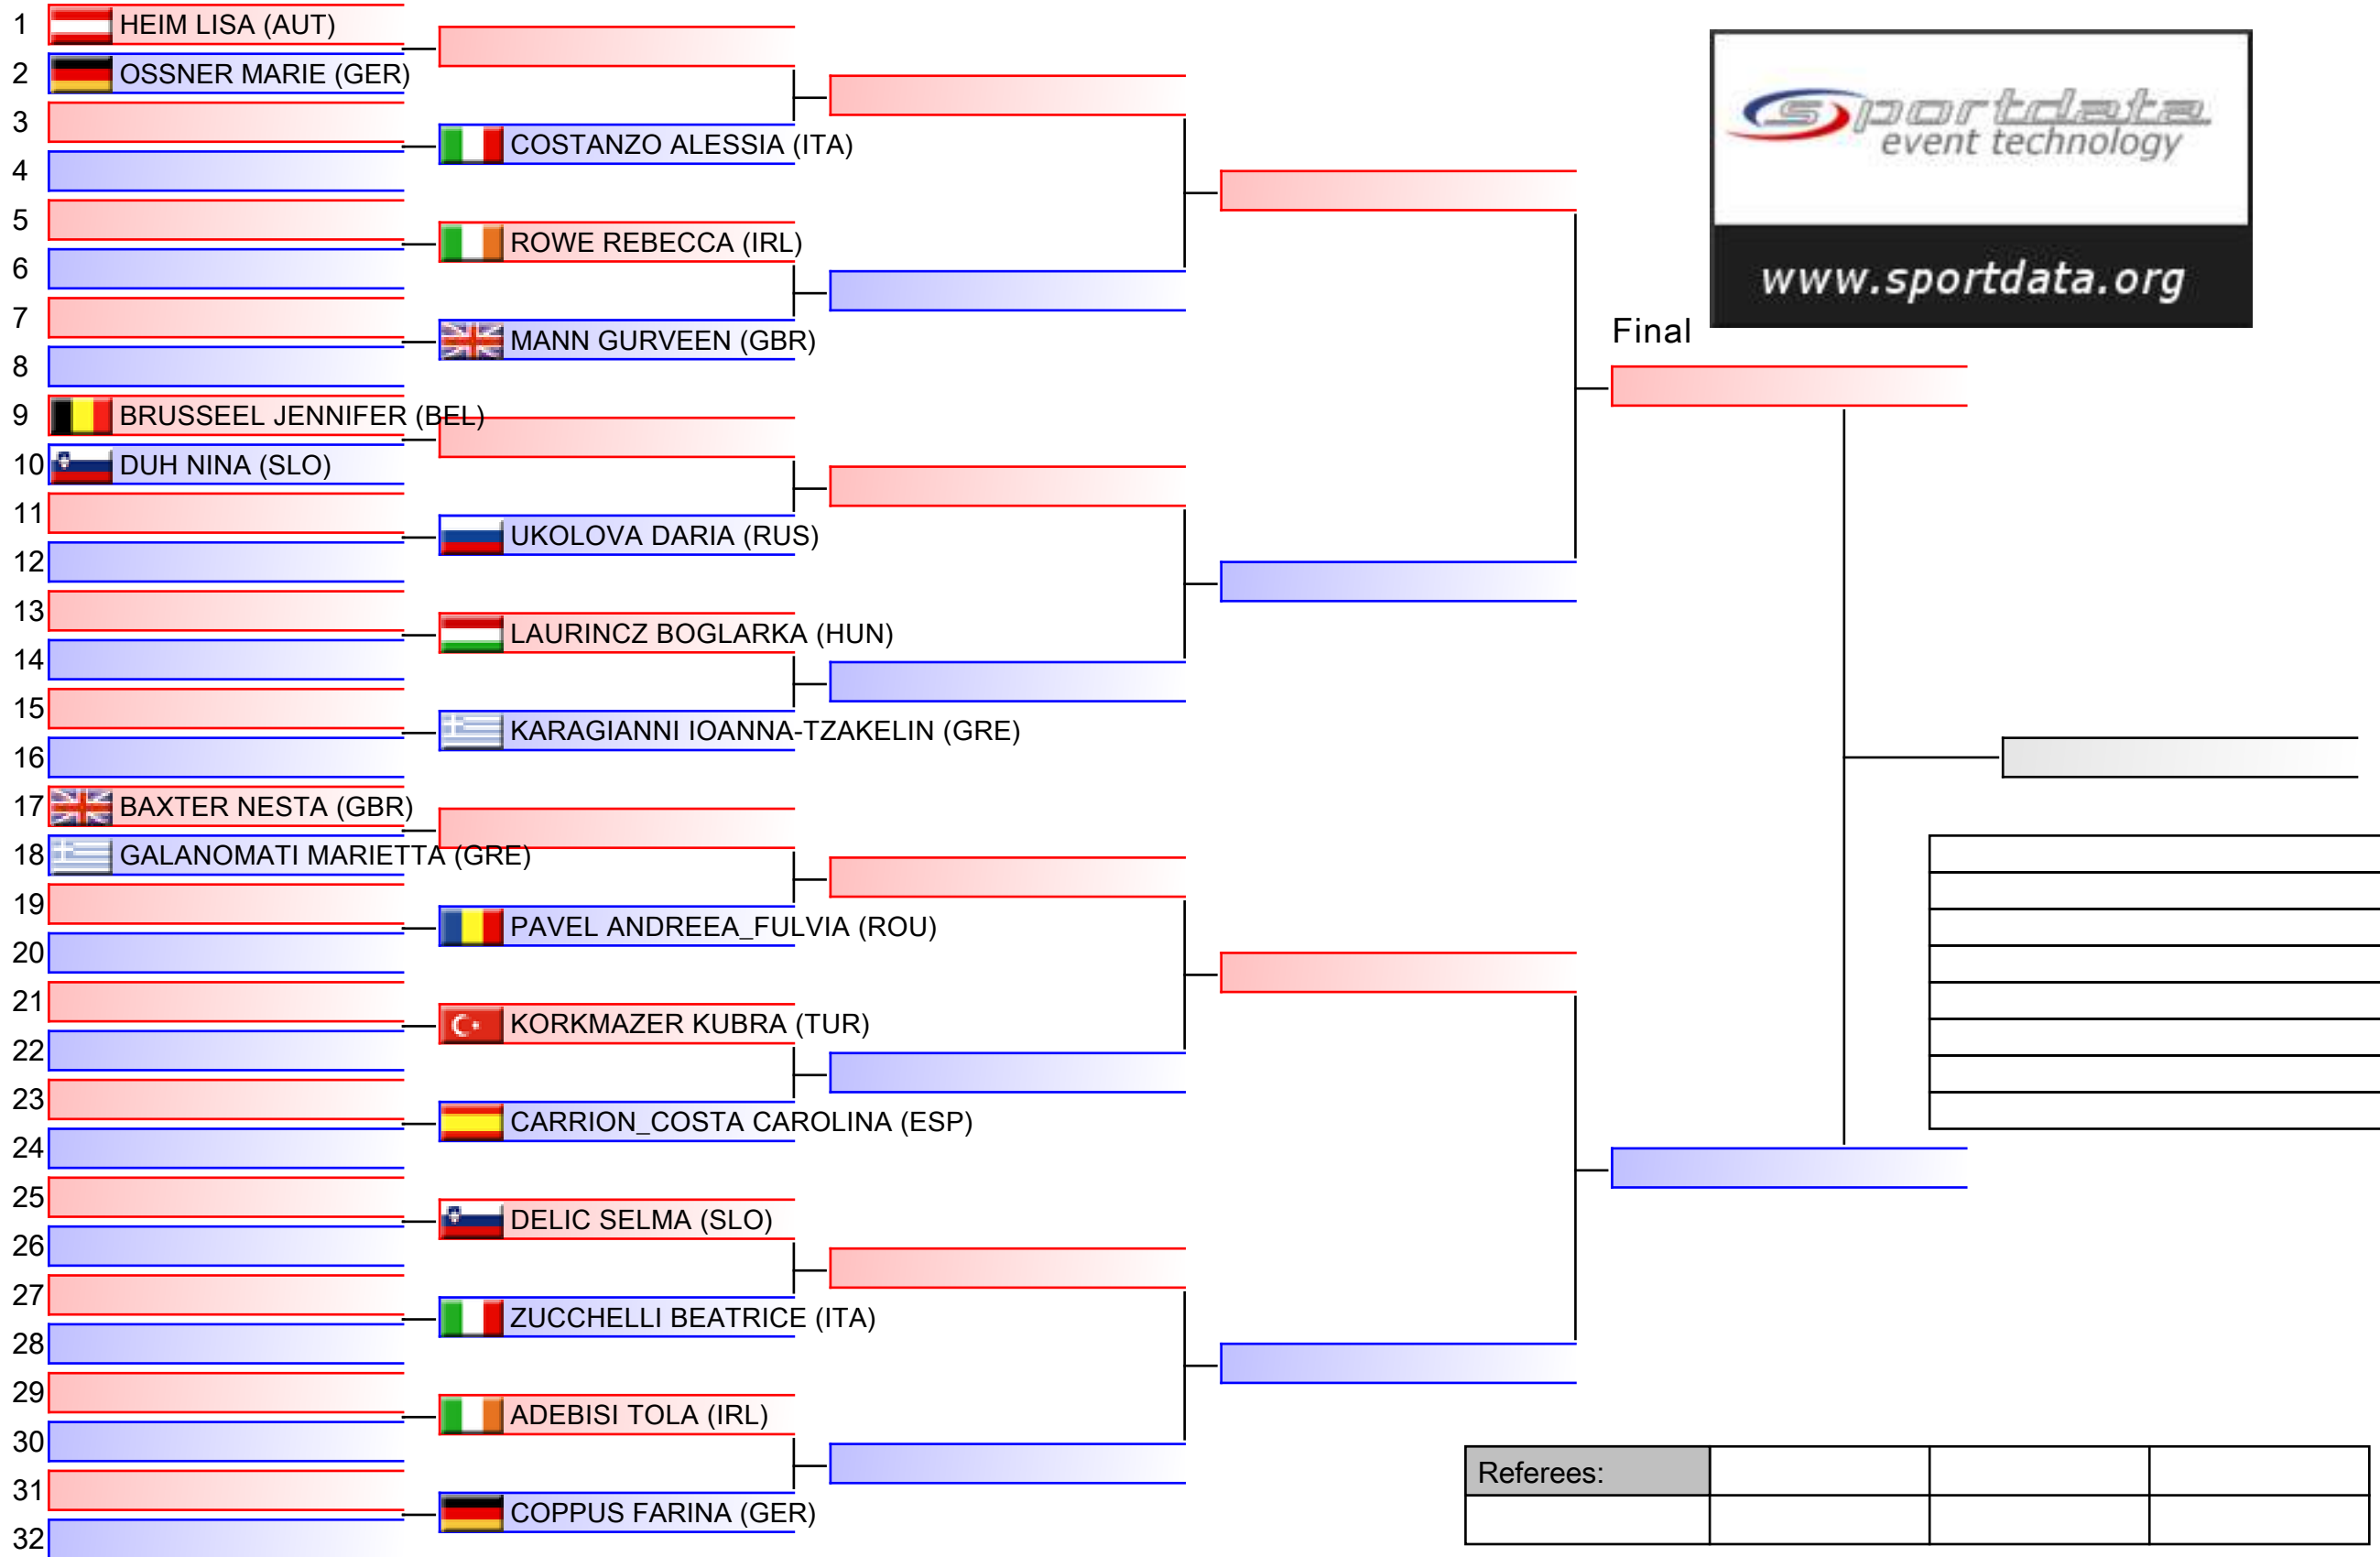 1 HEIM LISA (AUT)
2 OSSNER MARIE (GER)
3
COSTANZO ALESSIA (ITA)
4
5
ROWE REBECCA (IRL)
6
7
MANN GURVEEN (GBR)
8
9 BRUSSEEL JENNIFER (BEL)
10 DUH NINA (SLO)
11
UKOLOVA DARIA (RUS)
12
13
LAURINCZ BOGLARKA (HUN)
14
15
KARAGIANNI IOANNA-TZAKELIN (GRE)
16
17 BAXTER NESTA (GBR)
18 GALANOMATI MARIETTA (GRE)
19
PAVEL ANDREEA_FULVIA (ROU)
20
21
KORKMAZER KUBRA (TUR)
22
23
CARRION_COSTA CAROLINA (ESP)
24
25
DELIC SELMA (SLO)
26
27
ZUCCHELLI BEATRICE (ITA)
28
29
ADEBISI TOLA (IRL)
30
31
COPPUS FARINA (GER)
32
sportdata
event technology
www.sportdata.org
Final
Referees: